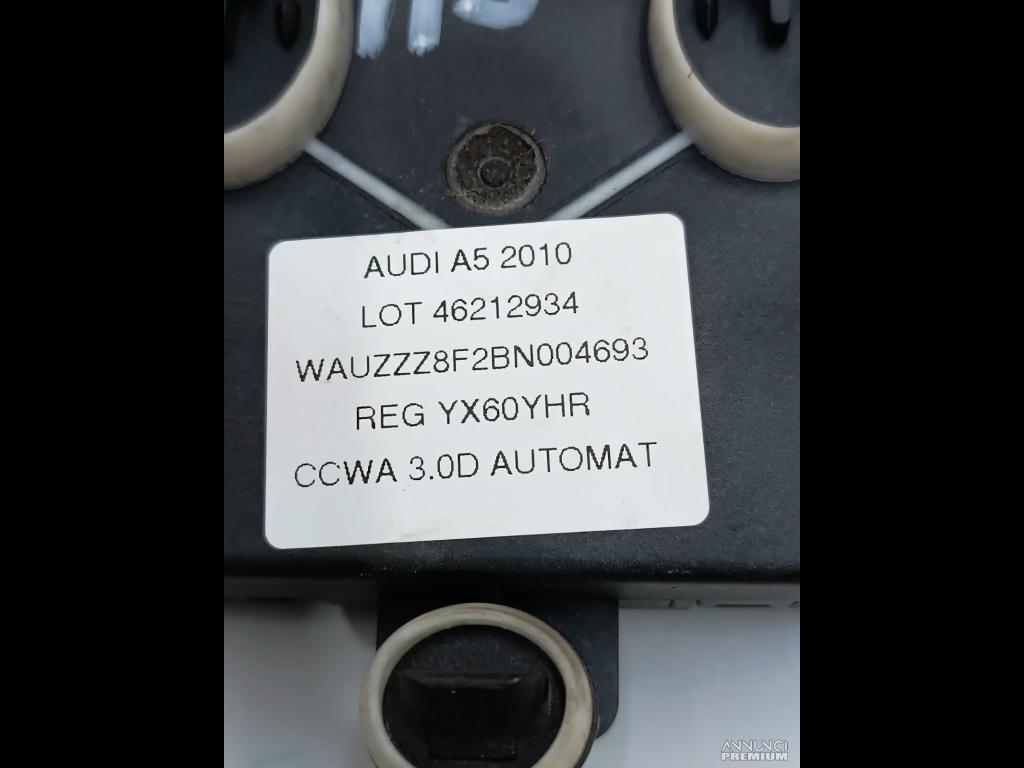 AUDI A5 2010
LOT 46212934
WAUZZZ8F2BN004693
REG YX60YHR
CCWA 3.0D AUTOMAT
ANNUNCI
PREMIUM